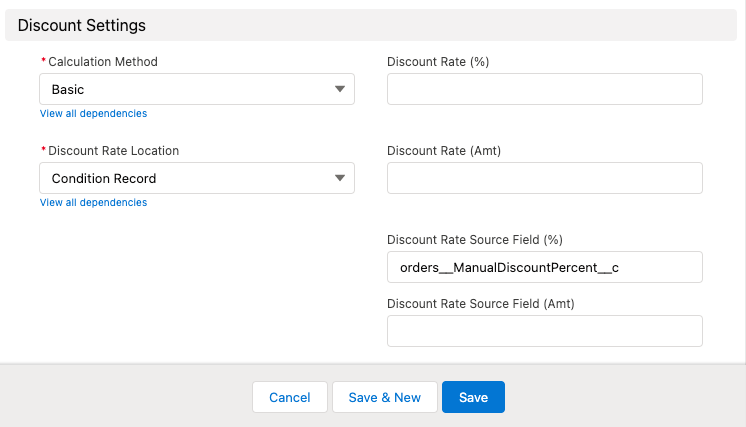 Discount Settings
* Calculation Method
Basic
View all dependencies
Discount Rate (%)
* Discount Rate Location
Condition Record
View all dependencies
Discount Rate (Amt)
Discount Rate Source Field (%)
orders__ManualDiscountPercent__c
Discount Rate Source Field (Amt)
Cancel
Save & New
Save